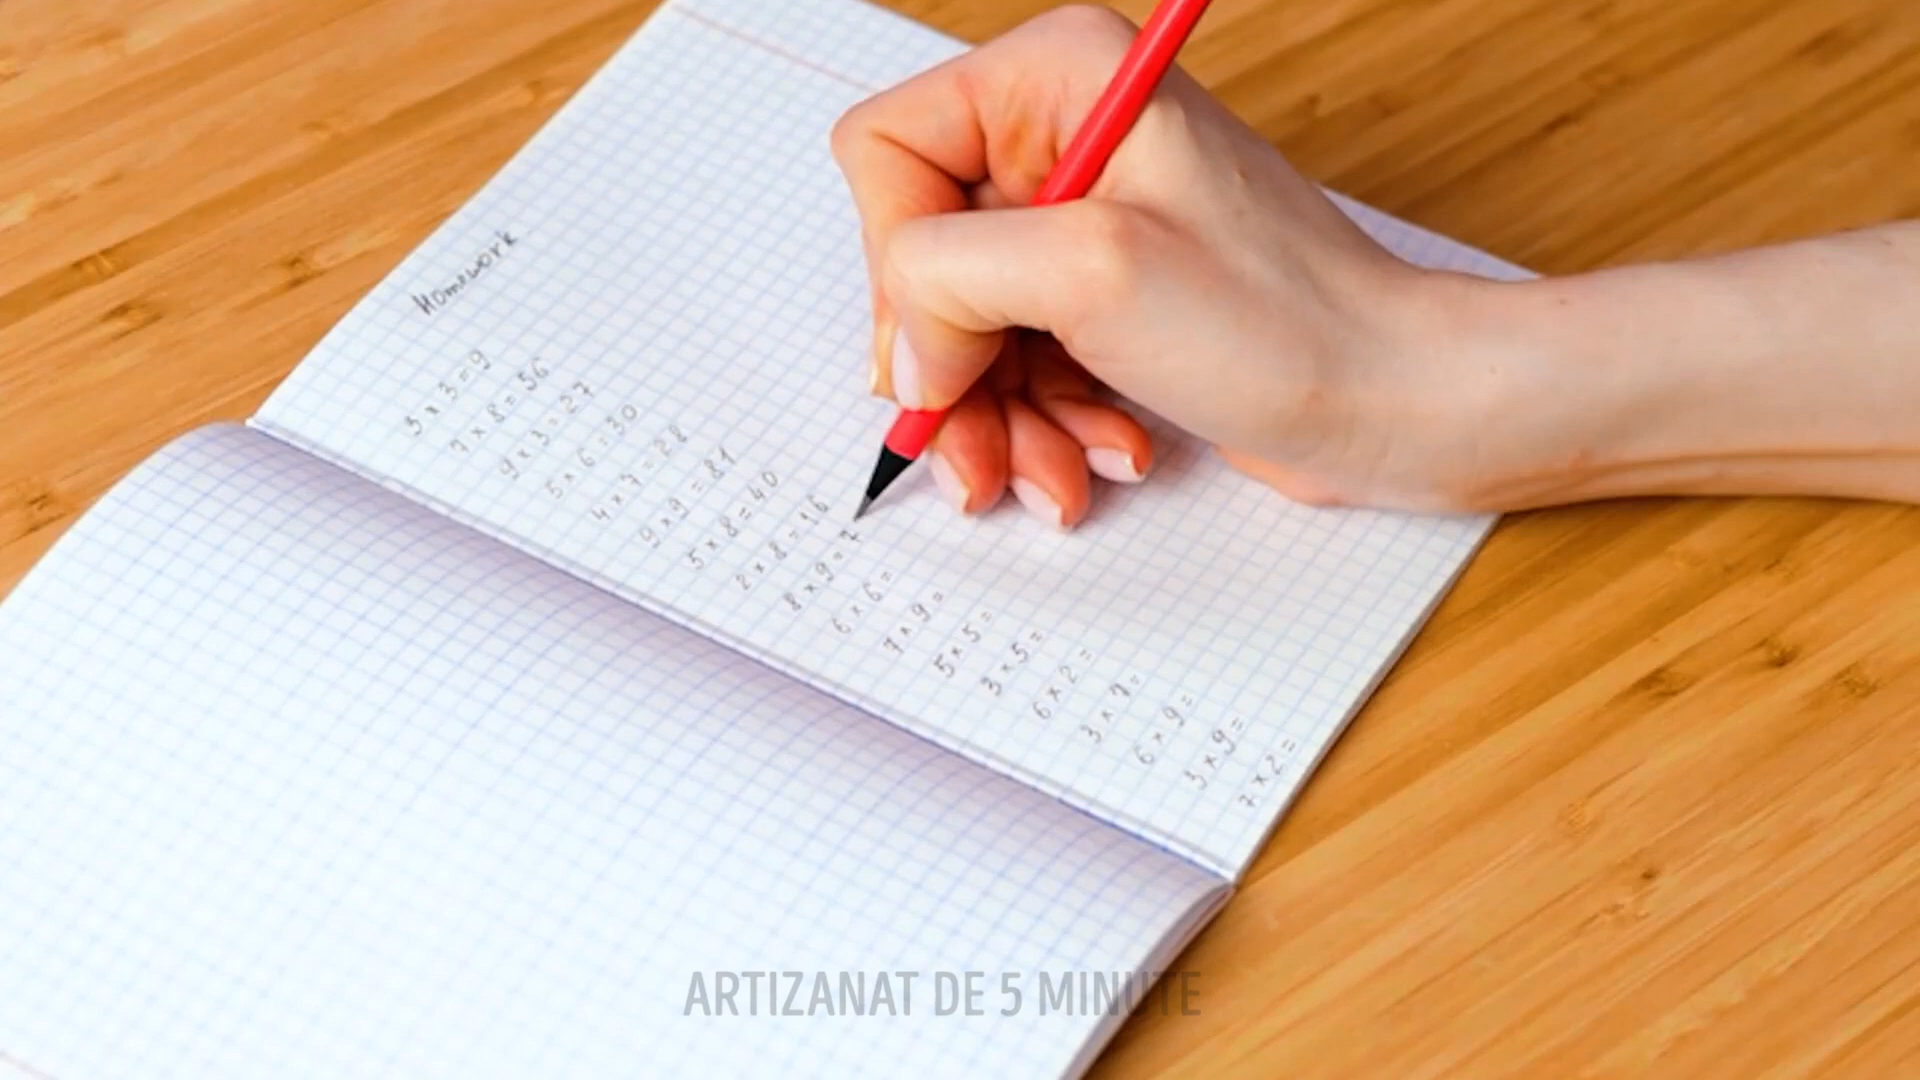 Homework
3 x 3 = 9
7 x 8 = 56
9 x 3 = 27
5 x 6 = 30
4 x 7 = 28
9 x 9 = 81
5 x 8 = 40
2 x 8 = 16
8 x 9 = 7
6 x 6 =
7 x 9 =
5 x 5 =
3 x 5 =
6 x 2 =
3 x 7 =
6 x 9 =
3 x 9 =
7 x 2 =
ARTIZANAT DE 5 MINUTE